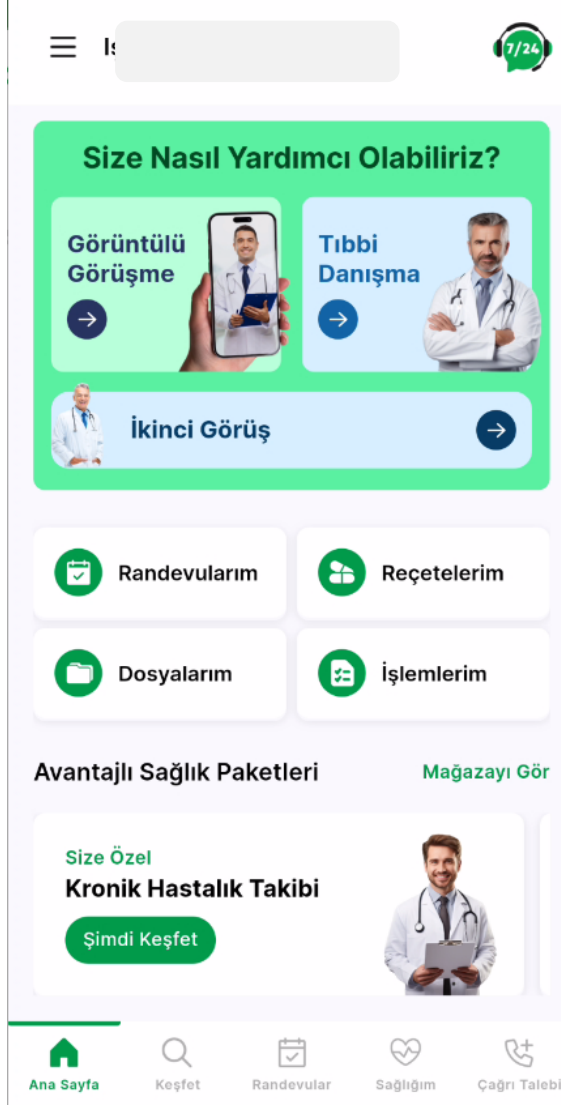 7/24
Size Nasıl Yardımcı Olabiliriz?
Görüntülü
Görüşme
Tıbbi
Danışma
İkinci Görüş
Randevularım
Reçetelerim
Dosyalarım
İşlemlerim
Avantajlı Sağlık Paketleri
Mağazayı Gör
Size Özel
Kronik Hastalık Takibi
Şimdi Keşfet
Ana Sayfa
Keşfet
Randevular
Sağlığım
Çağrı Talebi